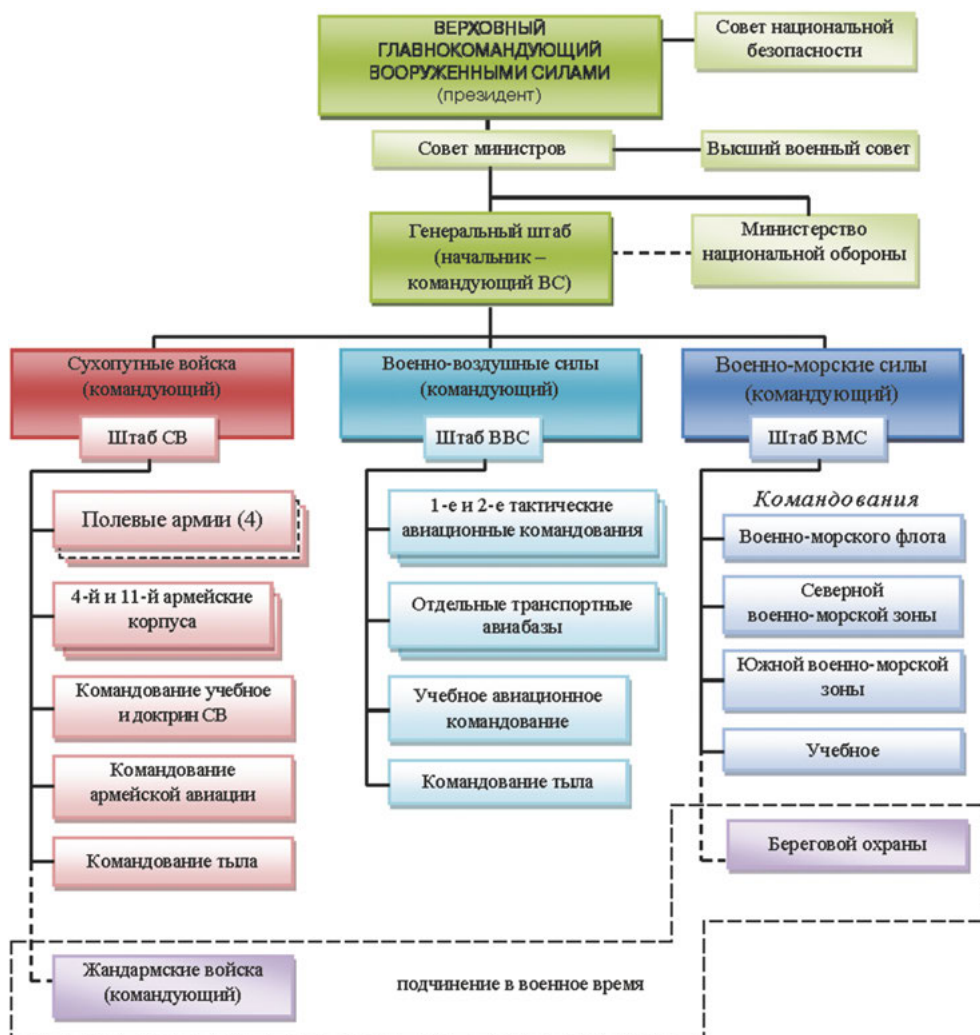 ВЕРХОВНЫЙ
ГЛАВНОКОМАНДУЮЩИЙ
ВООРУЖЕННЫМИ СИЛАМИ
(президент)
Совет национальной
безопасности
Совет министров
Высший военный совет
Генеральный штаб
(начальник –
командующий ВС)
Министерство
национальной обороны
Сухопутные войска
(командующий)
Штаб СВ
Полевые армии (4)
4-й и 11-й армейские
корпуса
Командование учебное
и доктрин СВ
Командование
армейской авиации
Командование тыла
Жандармские войска
(командующий)
Военно-воздушные силы
(командующий)
Штаб ВВС
1-е и 2-е тактические
авиационные командования
Отдельные транспортные
авиабазы
Учебное авиационное
командование
Командование тыла
Военно-морские силы
(командующий)
Штаб ВМС
Командования
Военно-морского флота
Северной
военно-морской зоны
Южной военно-морской
зоны
Учебное
Береговой охраны
подчинение в военное время